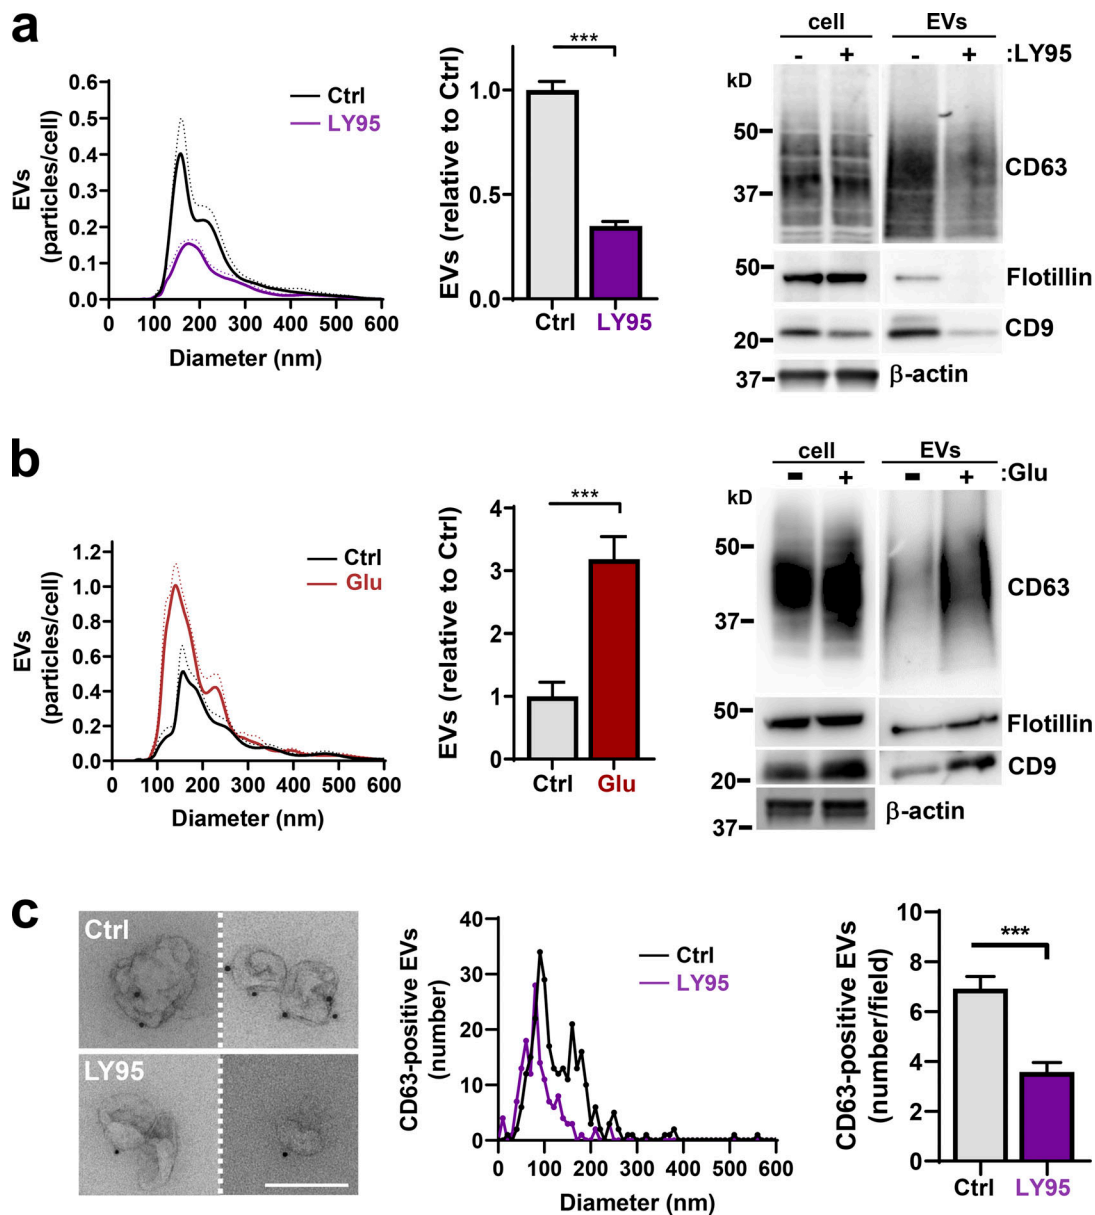 a
EVs
(particles/cell)
0.6
0.5
0.4
0.3
0.2
0.1
0.0
0 100 200 300 400 500 600
Diameter (nm)
Ctrl
LY95
EVs (relative to Ctrl)
1.0
0.5
0.0
***
Ctrl LY95
cell EVs
- + - + :LY95
kD
50
37
CD63
50
Flotillin
20
CD9
37
β-actin
b
EVs
(particles/cell)
1.2
1.0
0.8
0.6
0.4
0.2
0.0
0 100 200 300 400 500 600
Diameter (nm)
Ctrl
Glu
EVs (relative to Ctrl)
4
3
2
1
0
***
Ctrl Glu
cell EVs
- + - + :Glu
kD
50
37
CD63
50
Flotillin
20
CD9
37
β-actin
c
Ctrl
LY95
CD63-positive EVs
(number)
40
30
20
10
0
0 100 200 300 400 500 600
Diameter (nm)
Ctrl
LY95
CD63-positive EVs
(number/field)
10
8
6
4
2
0
***
Ctrl LY95